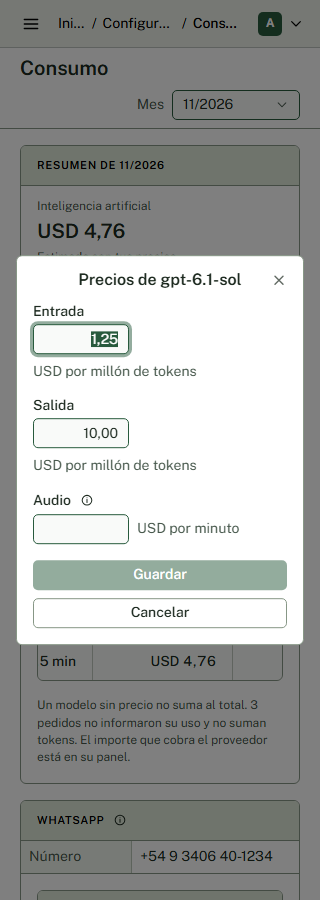 Ini... / Configur... / Cons... A
Consumo
Mes 11/2026
RESUMEN DE 11/2026
Inteligencia artificial
USD 4,76
Precios de gpt-6.1-sol
Entrada
1,25
USD por millón de tokens
Salida
10,00
USD por millón de tokens
Audio
USD por minuto
Guardar
Cancelar
5 min USD 4,76
Un modelo sin precio no suma al total. 3
pedidos no informaron su uso y no suman
tokens. El importe que cobra el proveedor
está en su panel.
WHATSAPP
Número +54 9 3406 40-1234